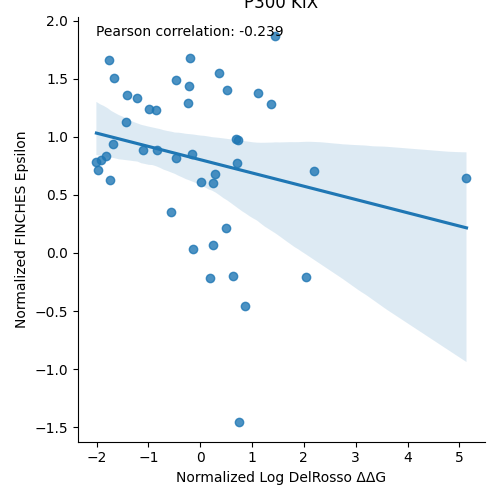 P300 KIX
Pearson correlation: -0.239
2.0
1.5
1.0
0.5
0.0
−0.5
−1.0
−1.5
Normalized FINCHES Epsilon
−2 −1 0 1 2 3 4 5
Normalized Log DelRosso ΔΔG